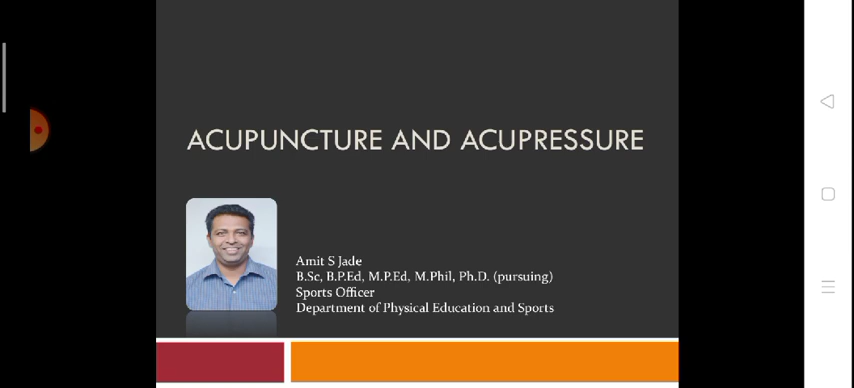 ACUPUNCTURE AND ACUPRESSURE
Amit S Jade
B.Sc, B.P.Ed, M.P.Ed, M.Phil, Ph.D. (pursuing)
Sports Officer
Department of Physical Education and Sports